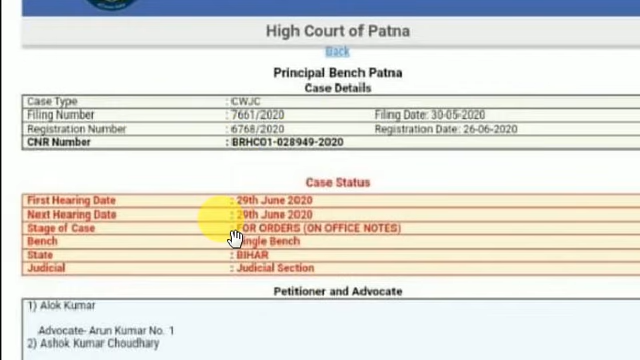 High Court of Patna
Back
Principal Bench Patna
Case Details
Case Type : CWJC
Filing Number : 7661/2020 Filing Date: 30-05-2020
Registration Number : 6768/2020 Registration Date: 26-06-2020
CNR Number : BRHC01-028949-2020
Case Status
First Hearing Date : 29th June 2020
Next Hearing Date : 29th June 2020
Stage of Case : FOR ORDERS (ON OFFICE NOTES)
Bench : Single Bench
State : BIHAR
Judicial : Judicial Section
Petitioner and Advocate
1) Alok Kumar
Advocate- Arun Kumar No. 1
2) Ashok Kumar Choudhary